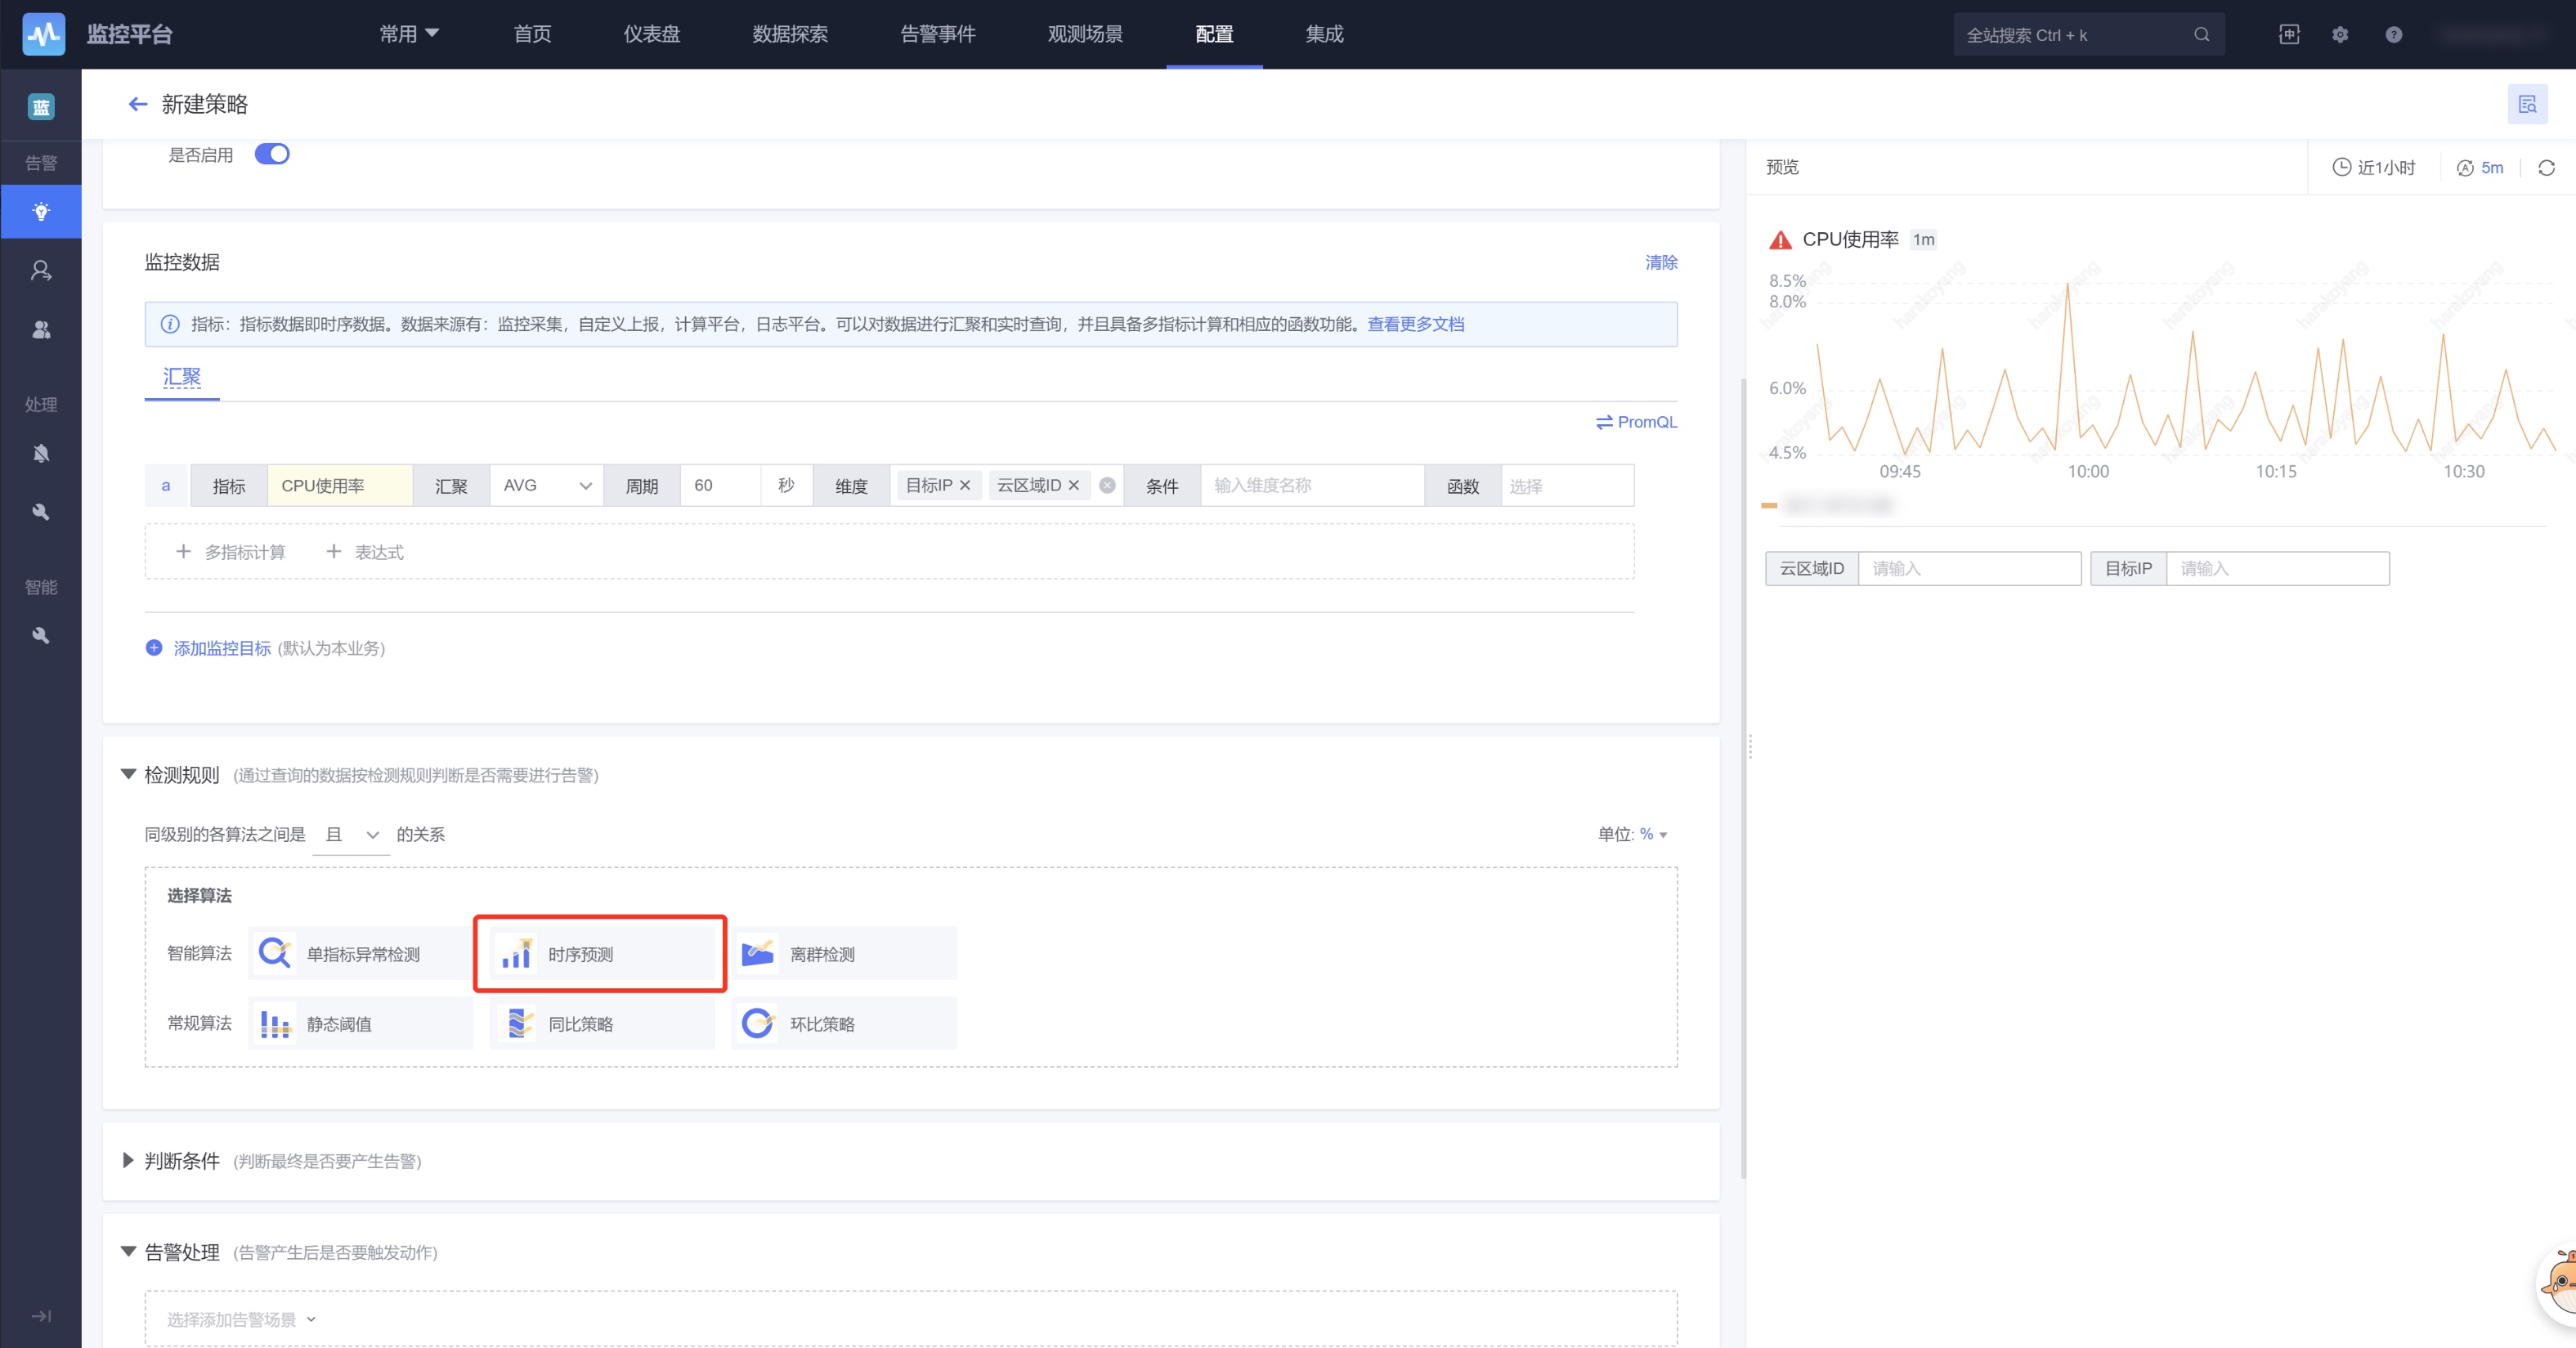 监控平台
常用 首页 仪表盘 数据探索 告警事件 观测场景 配置 集成 全站搜索 Ctrl + k 中 ?
蓝
新建策略
告警
是否启用
预览 近1小时 A 5m
监控数据 清除
CPU使用率 1m
指标：指标数据即时序数据。数据来源有：监控采集，自定义上报，计算平台，日志平台。可以对数据进行汇聚和实时查询，并且具备多指标计算和相应的函数功能。查看更多文档
汇聚
PromQL
a 指标 CPU使用率 汇聚 AVG 周期 60 秒 维度 目标IP 云区域ID 条件 输入维度名称 函数 选择
8.5%
8.0%
6.0%
4.5%
09:45 10:00 10:15 10:30
harakoyang harakoyang harakoyang harakoyang harakoyang harakoyang
harakoyang harakoyang harakoyang harakoyang harakoyang harakoyang
处理
多指标计算 表达式
云区域ID 请输入 目标IP 请输入
智能
添加监控目标 (默认为本业务)
检测规则 (通过查询的数据按检测规则判断是否需要进行告警)
同级别的各算法之间是 且 的关系 单位: %
选择算法
智能算法 单指标异常检测 时序预测 离群检测
常规算法 静态阈值 同比策略 环比策略
判断条件 (判断最终是否要产生告警)
告警处理 (告警产生后是否要触发动作)
选择添加告警场景